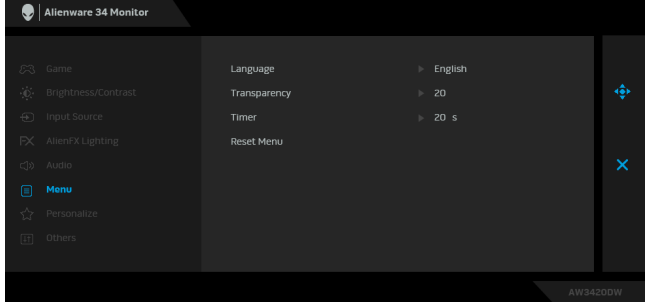 Alienware 34 Monitor
Game
Brightness/Contrast
Input Source
AlienFX Lighting
Audio
Menu
Personalize
Others
Language English
Transparency 20
Timer 20 s
Reset Menu
AW3420DW